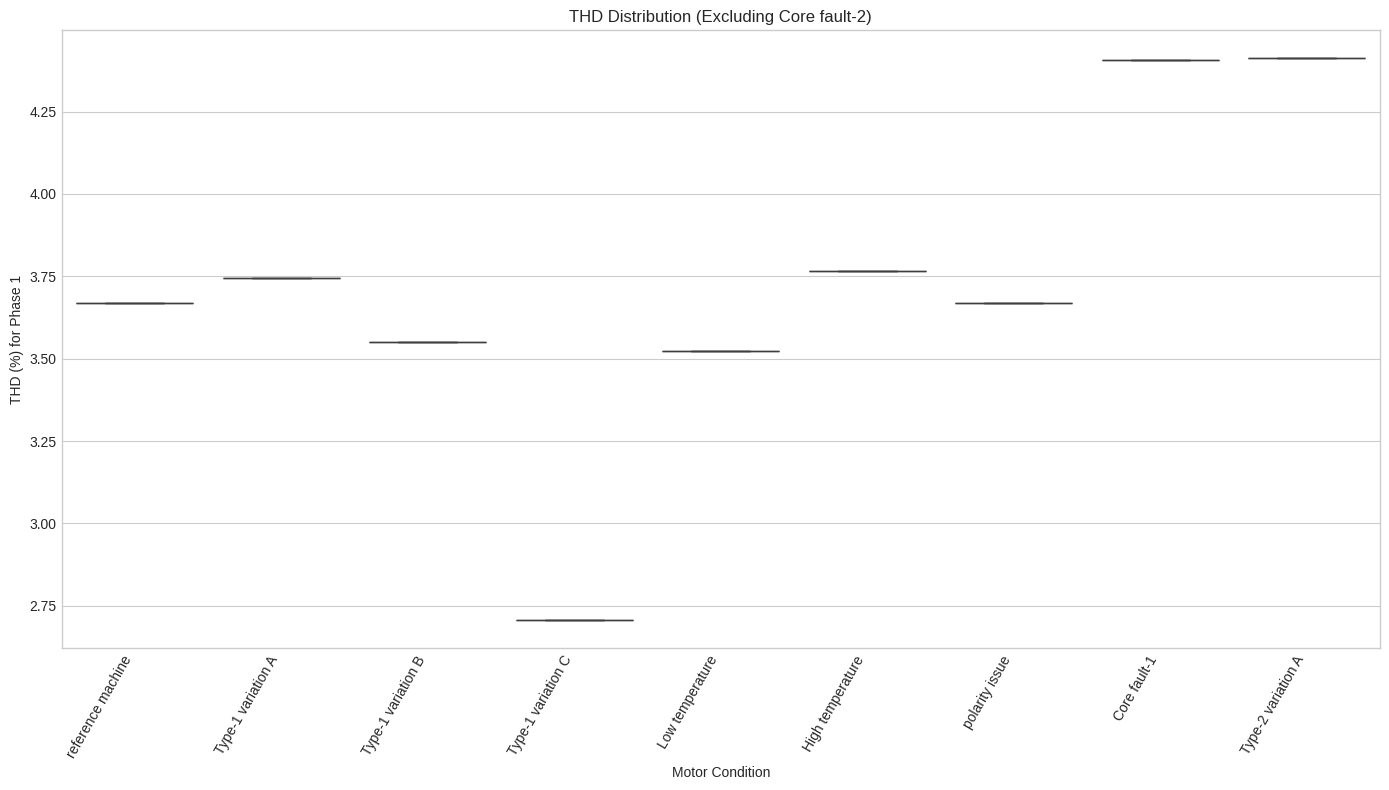 THD Distribution (Excluding Core fault-2)
THD (%) for Phase 1
4.25
4.00
3.75
3.50
3.25
3.00
2.75
reference machine
Type-1 variation A
Type-1 variation B
Type-1 variation C
Low temperature
High temperature
polarity issue
Core fault-1
Type-2 variation A
Motor Condition